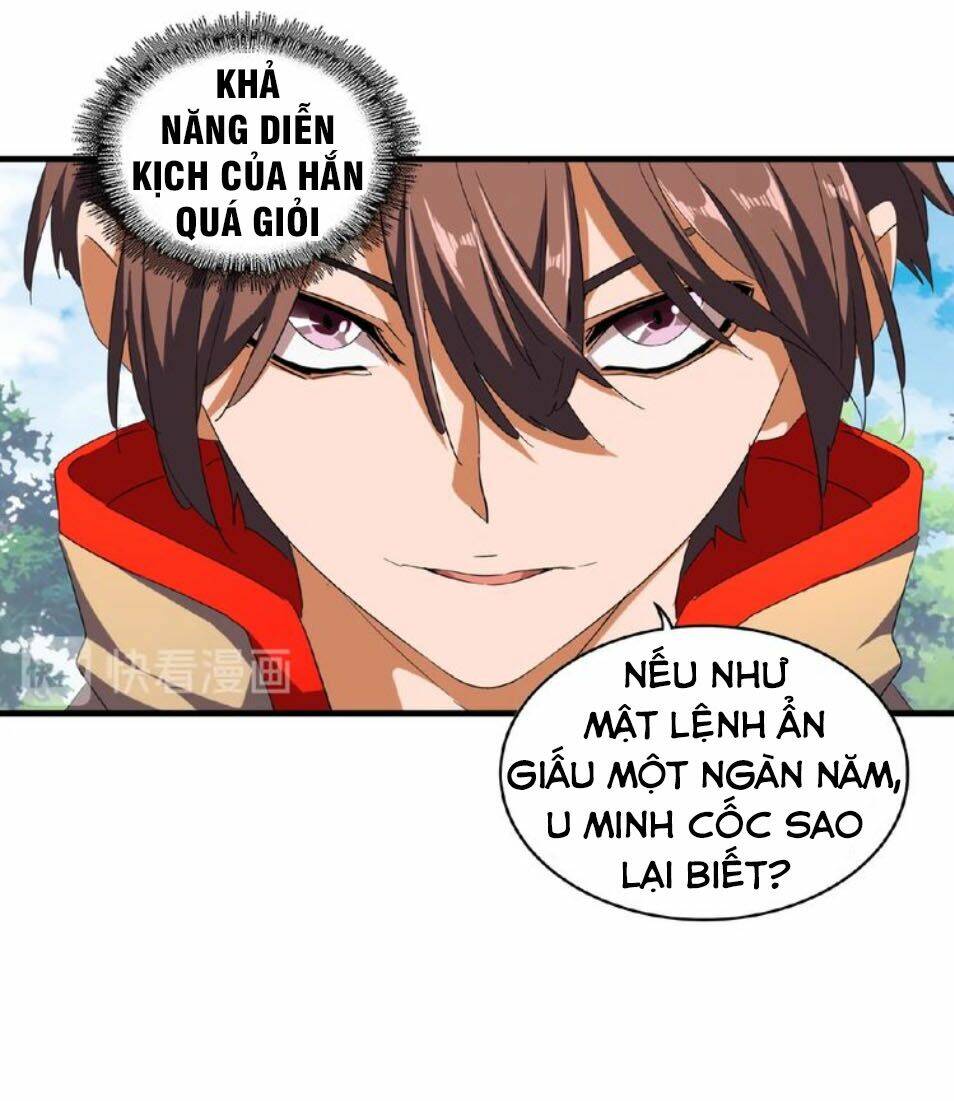 KHẢ
NĂNG DIỄN
KỊCH CỦA HẮN
QUÁ GIỎI
快看漫画
NẾU NHƯ
MẬT LỆNH ẨN
GIẤU MỘT NGÀN NĂM,
U MINH CỐC SAO
LẠI BIẾT?